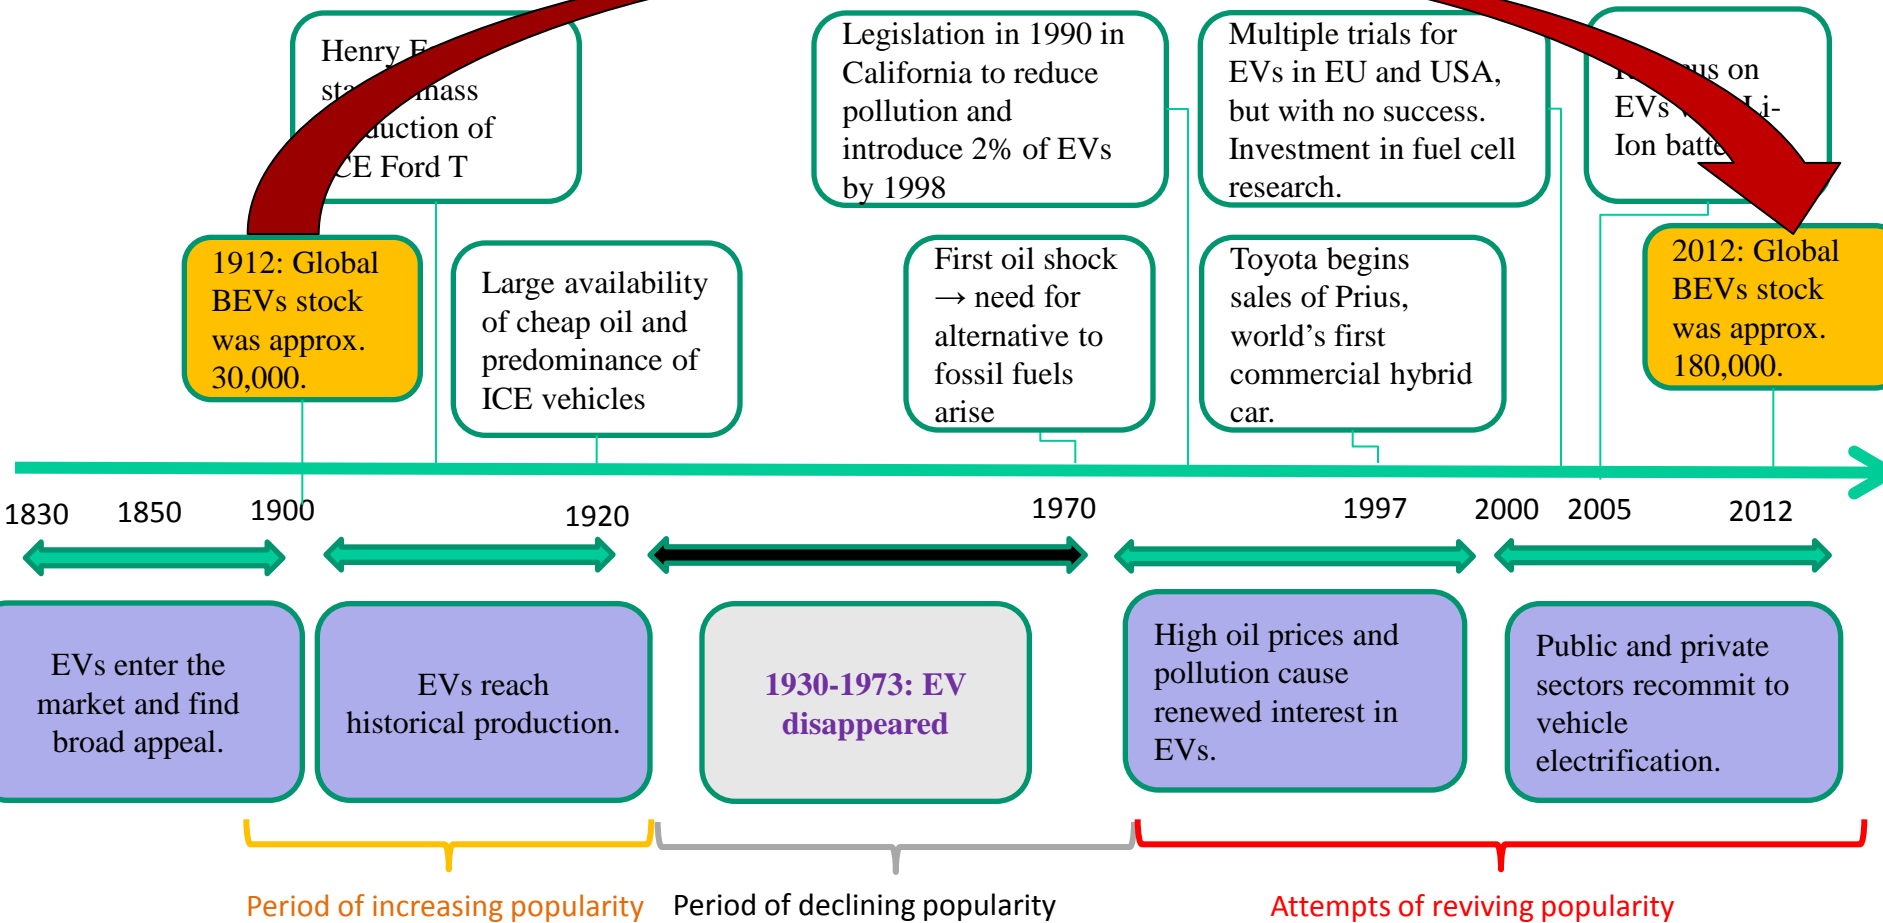 Henry
mass
production of
ICE Ford T
Legislation in 1990 in
California to reduce
pollution and
introduce 2% of EVs
by 1998
Multiple trials for
EVs in EU and USA,
but with no success.
Investment in fuel cell
research.
on
EVs Li-
Ion
1912: Global
BEVs stock
was approx.
30,000.
Large availability
of cheap oil and
predominance of
ICE vehicles
First oil shock
→ need for
alternative to
fossil fuels
arise
Toyota begins
sales of Prius,
world’s first
commercial hybrid
car.
2012: Global
BEVs stock
was approx.
180,000.
1830 1850 1900 1920 1970 1997 2000 2005 2012
EVs enter the
market and find
broad appeal.
EVs reach
historical production.
1930-1973: EV
disappeared
High oil prices and
pollution cause
renewed interest in
EVs.
Public and private
sectors recommit to
vehicle
electrification.
Period of increasing popularity
Period of declining popularity
Attempts of reviving popularity